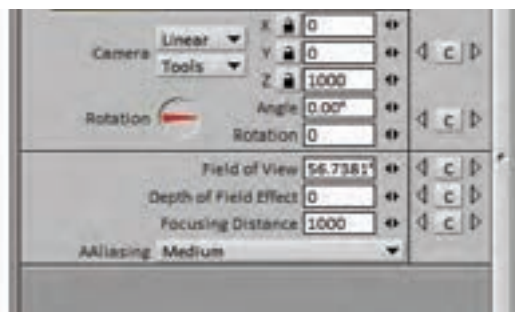 X 0
Camera Linear Y 0 C
Tools Z 1000
Angle 0.00°
Rotation Rotation 0 C
Field of View 56.7381° C
Depth of Field Effect 0 C
Focusing Distance 1000 C
AAliasing Medium